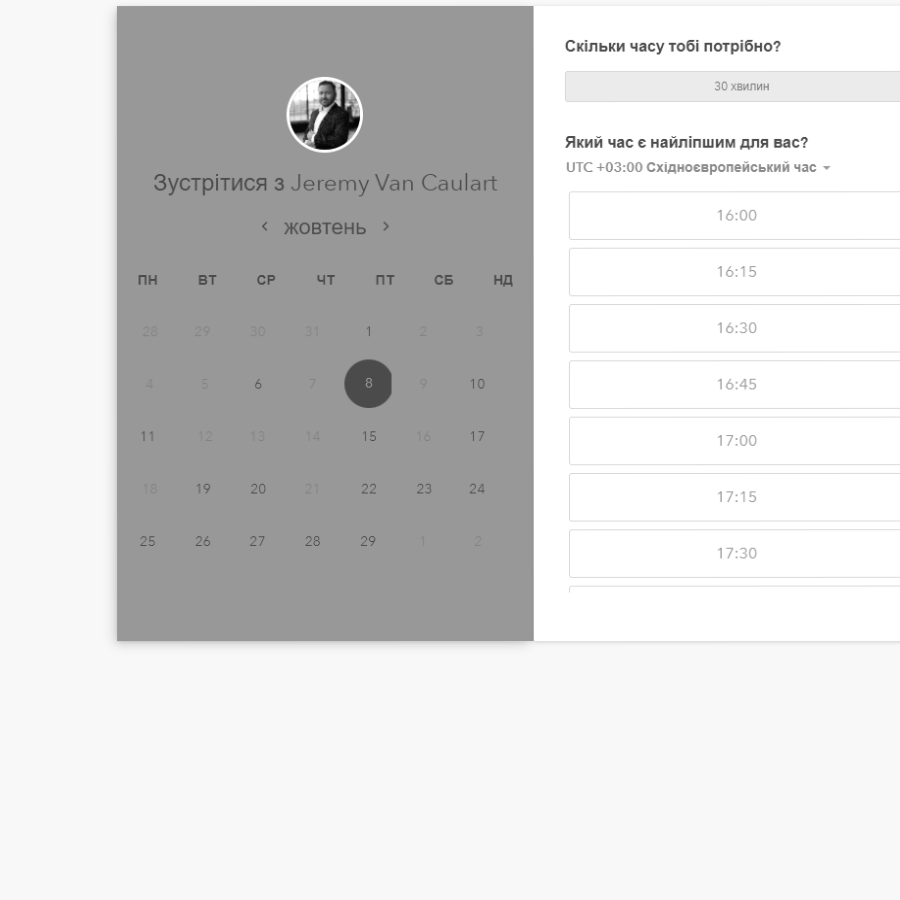 Зустрітися з Jeremy Van Caulart
жовтень
ПН ВТ СР ЧТ ПТ СБ НД
28 29 30 31 1 2 3
4 5 6 7 8 9 10
11 12 13 14 15 16 17
18 19 20 21 22 23 24
25 26 27 28 29 1 2
Скільки часу тобі потрібно?
30 хвилин
Який час є найліпшим для вас?
UTC +03:00 Східноєвропейський час
16:00
16:15
16:30
16:45
17:00
17:15
17:30